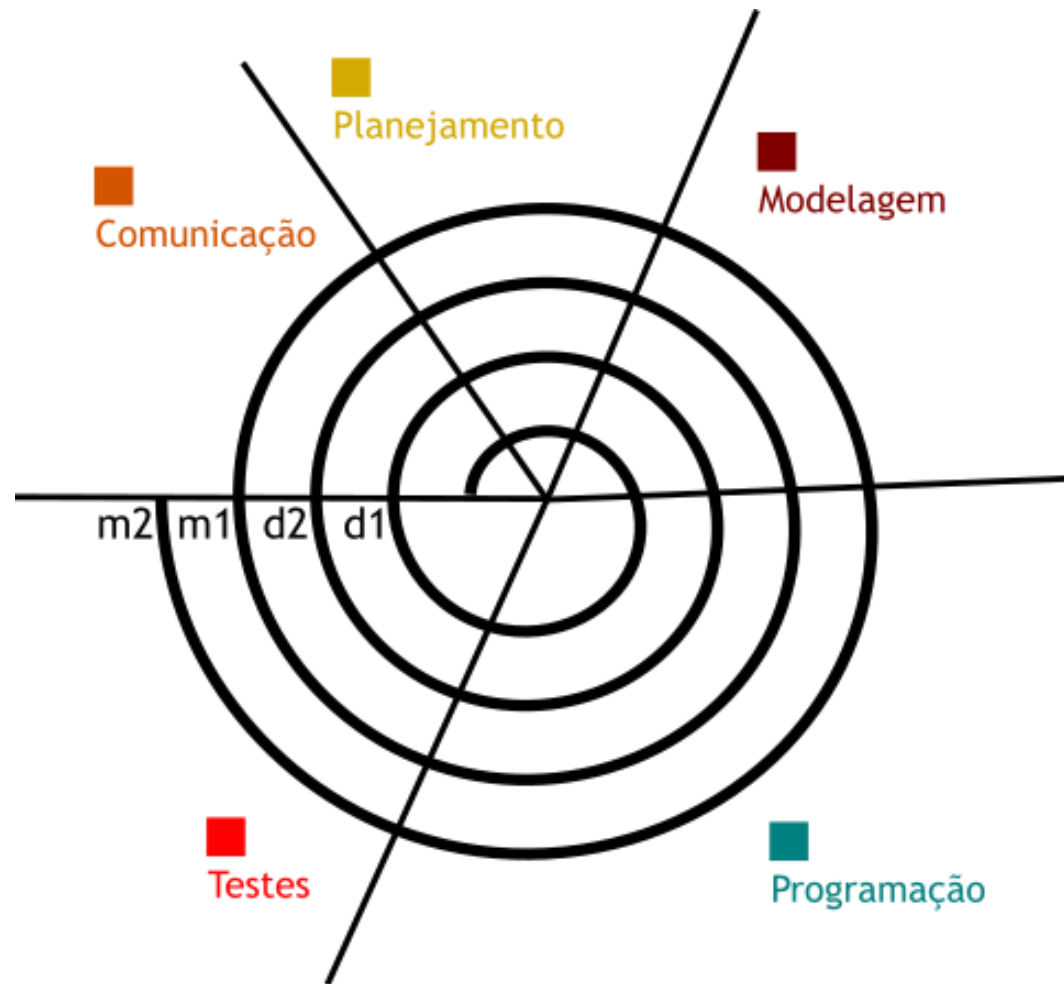 Planejamento
Modelagem
Comunicação
m2 m1 d2 d1
Testes
Programação